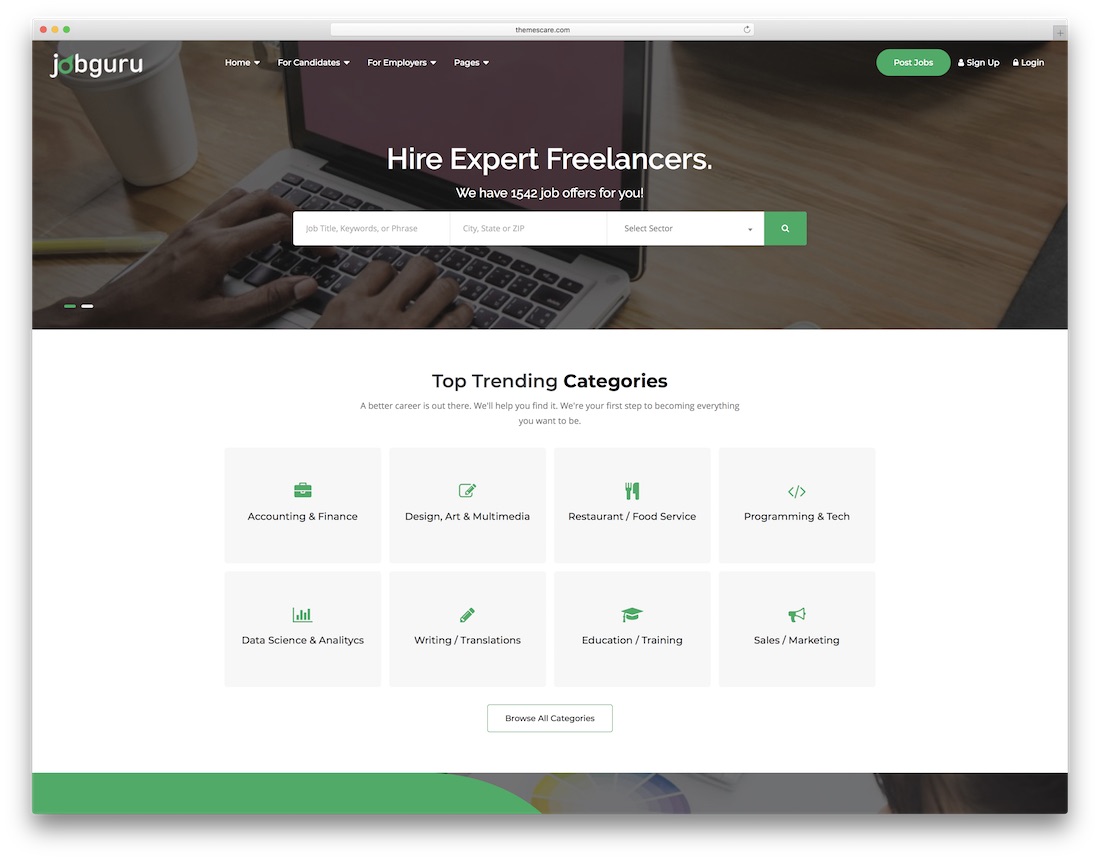 themescare.com
jobguru
Home
For Candidates
For Employers
Pages
Post Jobs
Sign Up
Login
Hire Expert Freelancers.
We have 1542 job offers for you!
Job Title, Keywords, or Phrase
City, State or ZIP
Select Sector
Top Trending Categories
A better career is out there. We'll help you find it. We're your first step to becoming everything
you want to be.
Accounting & Finance
Design, Art & Multimedia
Restaurant / Food Service
Programming & Tech
Data Science & Analitycs
Writing / Translations
Education / Training
Sales / Marketing
Browse All Categories